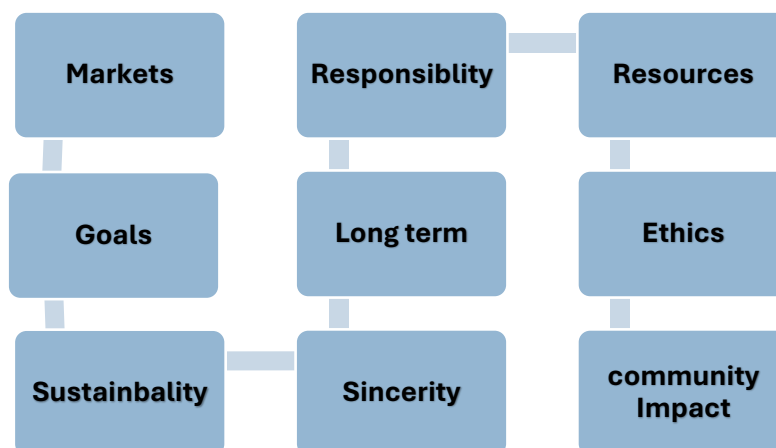 Markets
Goals
Sustainbality
Sincerity
Long term
Responsiblity
Resources
Ethics
community
Impact